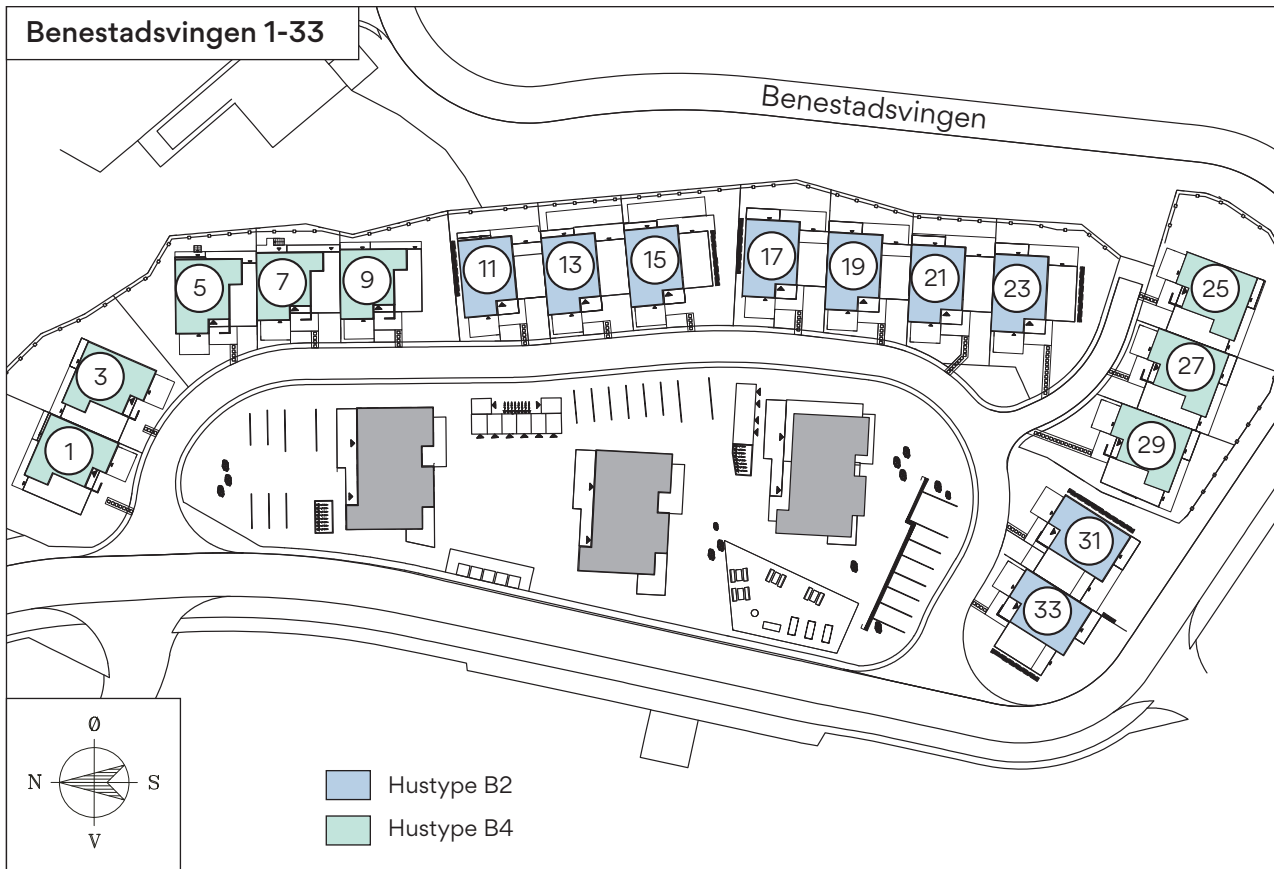 Benestadsvingen 1-33
Benestadsvingen
5
7
9
11
13
15
17
19
21
23
25
3
27
1
29
31
33
Ø
N S
V
Hustype B2
Hustype B4